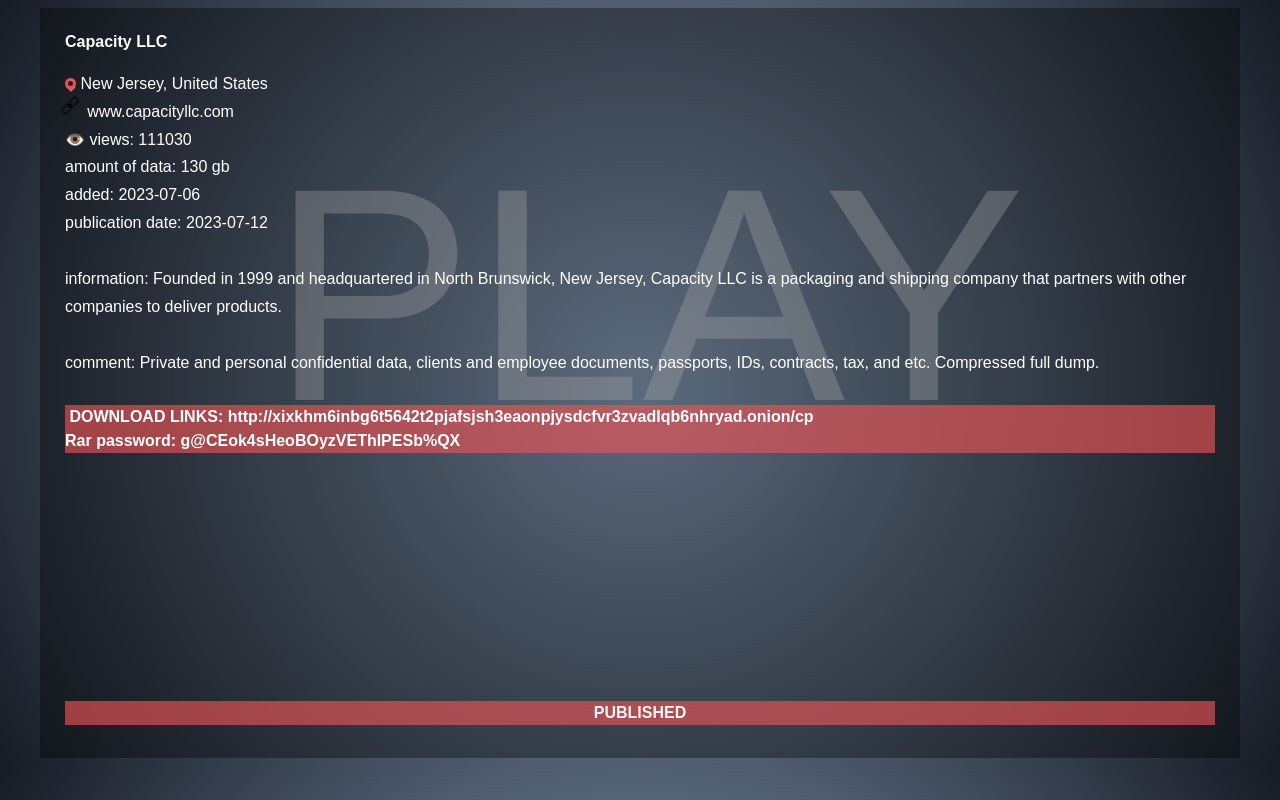 Capacity LLC
New Jersey, United States
www.capacityllc.com
views: 111030
amount of data: 130 gb
added: 2023-07-06
publication date: 2023-07-12
information: Founded in 1999 and headquartered in North Brunswick, New Jersey, Capacity LLC is a packaging and shipping company that partners with other
companies to deliver products.
PLAY
comment: Private and personal confidential data, clients and employee documents, passports, IDs, contracts, tax, and etc. Compressed full dump.
DOWNLOAD LINKS: http://xixkhm6inbg6t5642t2pjafsjsh3eaonpjysdcfvr3zvadlqb6nhryad.onion/cp
Rar password:
PUBLISHED